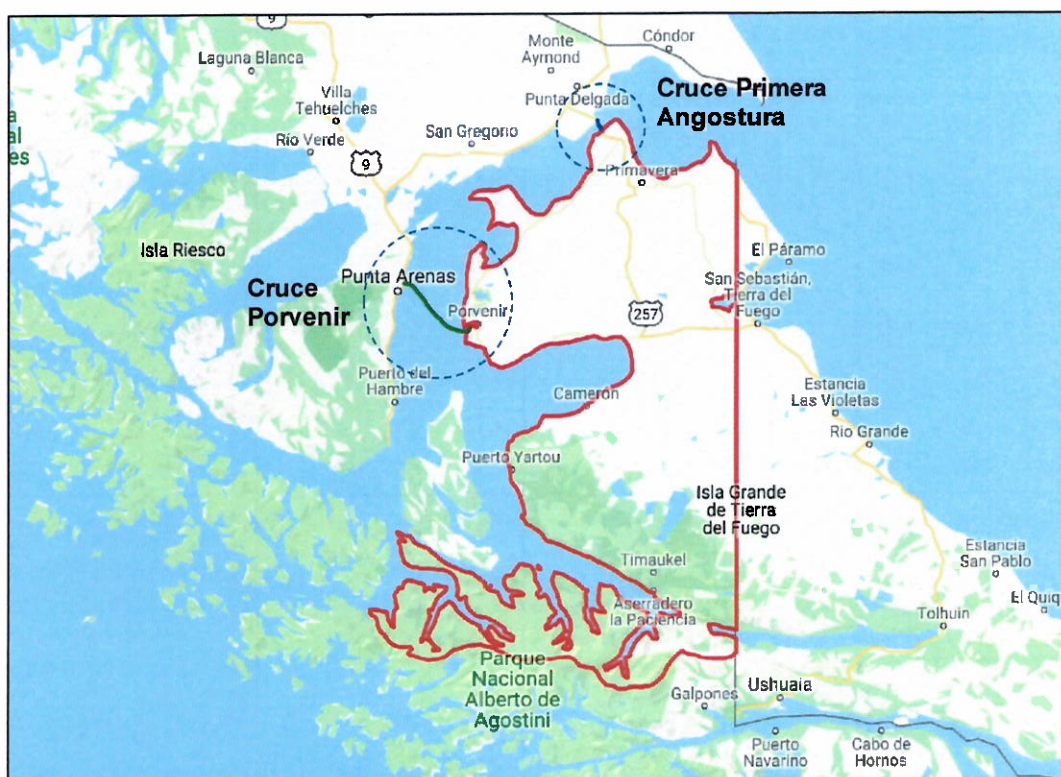 9
Cóndor
Monte
Aymond
Laguna Blanca
Cruce Primera
Angostura
Villa
Tehuelches
Punta Delgada
San Gregorio
Río Verde
9
Primavera
Isla Riesco
El Páramo
Punta Arenas
San Sebastián,
Tierra del
Fuego
Cruce
Porvenir
Porvenir
257
Puerto del
Hambre
Cameron
Estancia
Las Violetas
Rio Grande
Puerto Yartou
Isla Grande
de Tierra
del Fuego
Timaukel
Estancia
San Pablo
Aserradero
la Paciencia
El Quiq
Tolhuin
Parque
Nacional
Alberto de
Agostini
Galpones
Ushuaia
Puerto
Navarino
Cabo de
Hornos